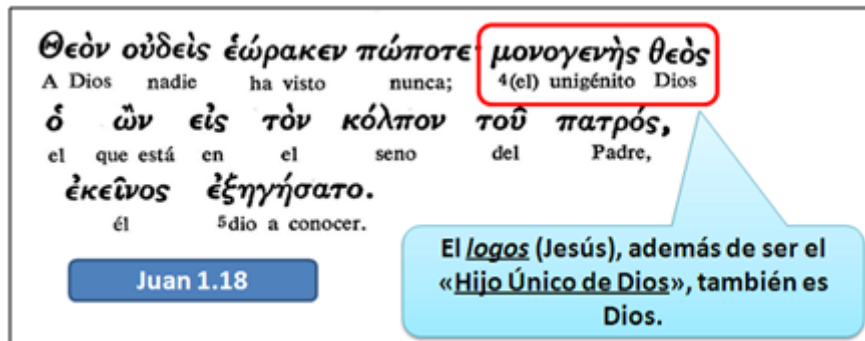 Θεὸν οὐδεὶς ἑώρακεν πώποτε· μονογενὴς θεὸς
A Dios nadie ha visto nunca; 4(el) unigénito Dios
ὁ ὢν εἰς τὸν κόλπον τοῦ πατρός,
el que está en el seno del Padre,
ἐκεῖνος ἐξηγήσατο.
él 5dio a conocer.
Juan 1.18
El logos (Jesús), además de ser el
«Hijo Único de Dios», también es
Dios.